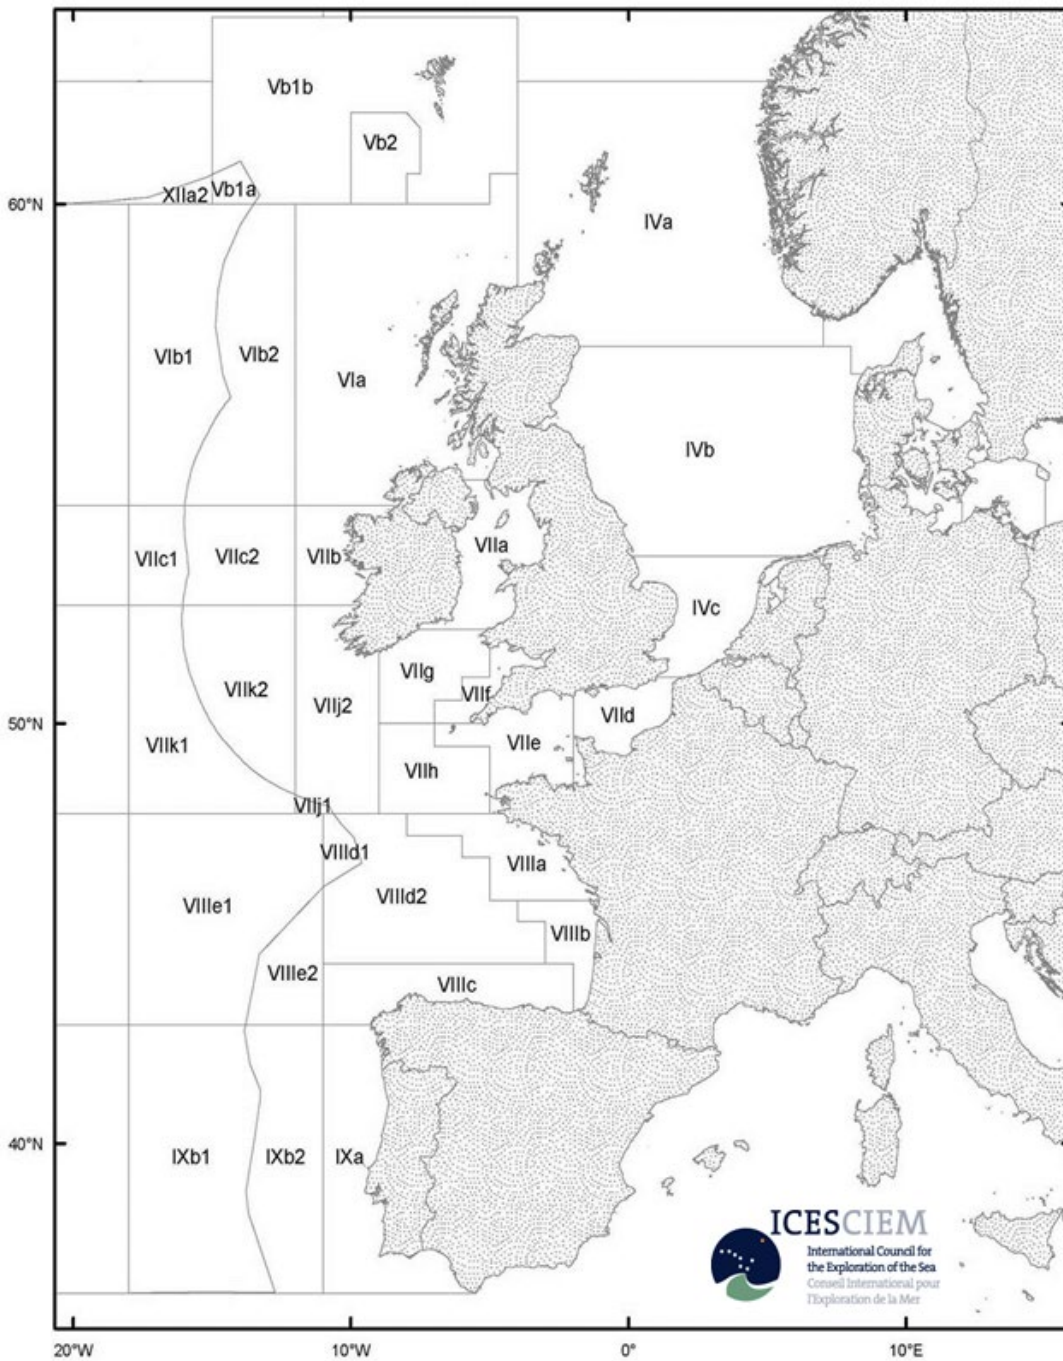 Vb1b
Vb2
XIIa2
Vb1a
60°N
IVa
VIb1
VIb2
VIa
IVb
VIIc1
VIIc2
VIIb
VIIa
IVc
VIIg
VIIk2
VIIf
VIIj2
VIId
50°N
VIIk1
VIIe
VIIh
VIIj1
VIIId1
VIIIa
VIIId2
VIIIe1
VIIIb
VIIIe2
VIIIc
40°N
IXb1
IXb2
IXa
ICESCIEM
International Council for
the Exploration of the Sea
Conseil International pour
l'Exploration de la Mer
20°W
10°W
0°
10°E